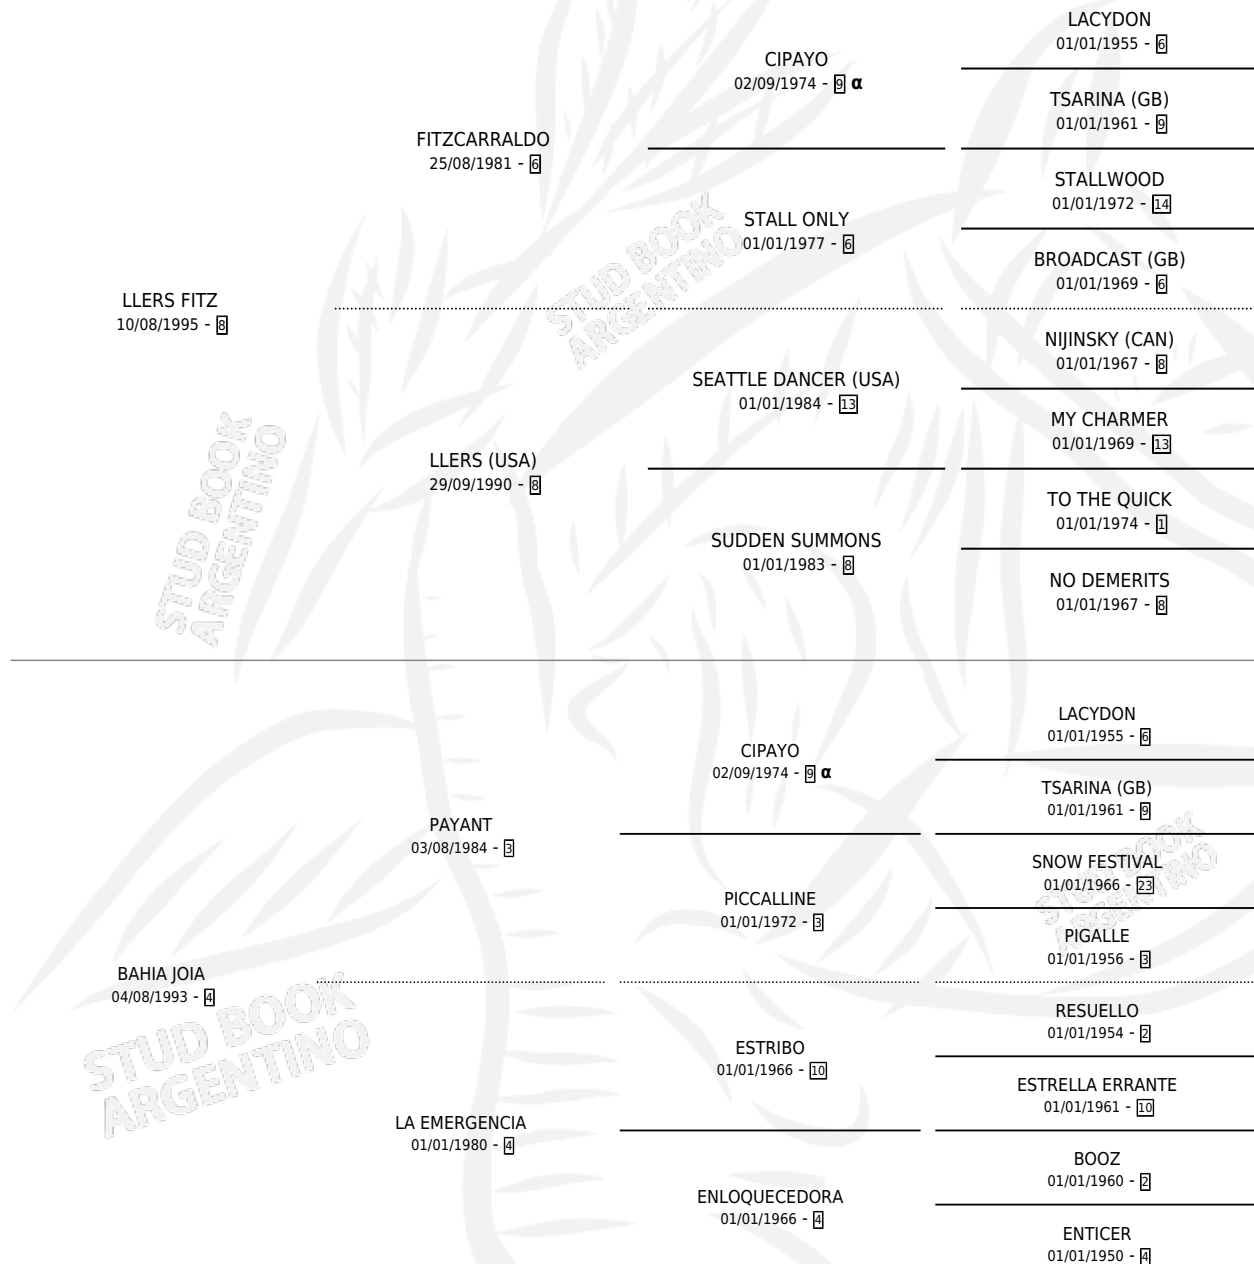 LLERS FITZ
10/08/1995 - 8
FITZCARRALDO
25/08/1981 - 6
LLERS (USA)
29/09/1990 - 8
CIPAYO
02/09/1974 - 9 α
STALL ONLY
01/01/1977 - 6
SEATTLE DANCER (USA)
01/01/1984 - 13
SUDDEN SUMMONS
01/01/1983 - 8
LACYDON
01/01/1955 - 6
TSARINA (GB)
01/01/1961 - 9
STALLWOOD
01/01/1972 - 14
BROADCAST (GB)
01/01/1969 - 6
NIJINSKY (CAN)
01/01/1967 - 8
MY CHARMER
01/01/1969 - 13
TO THE QUICK
01/01/1974 - 1
NO DEMERITS
01/01/1967 - 8
STUD BOOK
ARGENTINO
STUD BOOK
ARGENTINO
BAHIA JOIA
04/08/1993 - 4
PAYANT
03/08/1984 - 3
LA EMERGENCIA
01/01/1980 - 4
CIPAYO
02/09/1974 - 9 α
PICCALLINE
01/01/1972 - 3
ESTRIBO
01/01/1966 - 10
ENLOQUECEDORA
01/01/1966 - 4
LACYDON
01/01/1955 - 6
TSARINA (GB)
01/01/1961 - 9
SNOW FESTIVAL
01/01/1966 - 23
PIGALLE
01/01/1956 - 3
RESUELLO
01/01/1954 - 2
ESTRELLA ERRANTE
01/01/1961 - 10
BOOZ
01/01/1960 - 2
ENTICER
01/01/1950 - 4
STUD BOOK
ARGENTINO
STUD BOOK
ARGENTINO